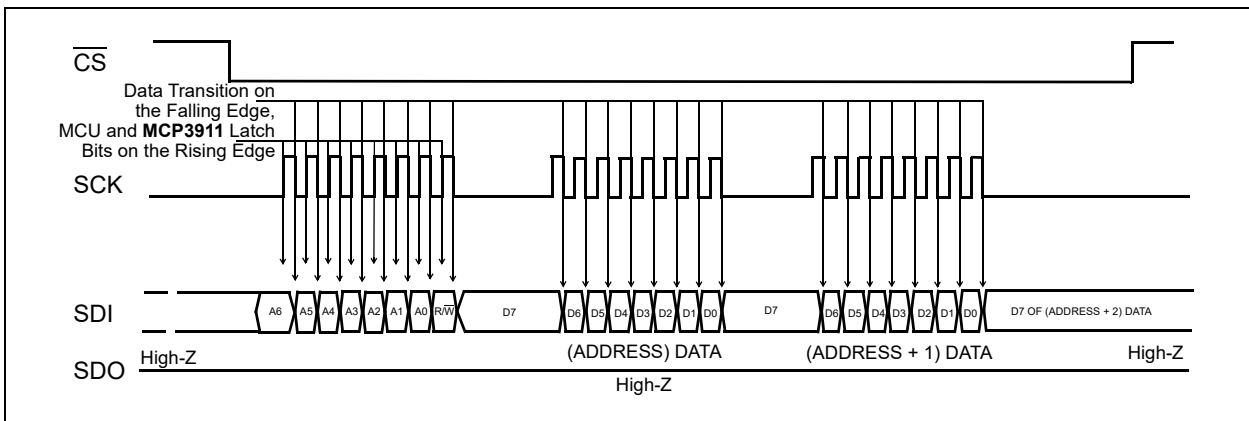 CS
Data Transition on
the Falling Edge,
MCU and MCP3911 Latch
Bits on the Rising Edge
SCK
SDI
A6 A5 A4 A3 A2 A1 A0 R/W D7 D6 D5 D4 D3 D2 D1 D0 D7 D6 D5 D4 D3 D2 D1 D0 D7 OF (ADDRESS + 2) DATA
(ADDRESS) DATA (ADDRESS + 1) DATA
High-Z High-Z
SDO
High-Z